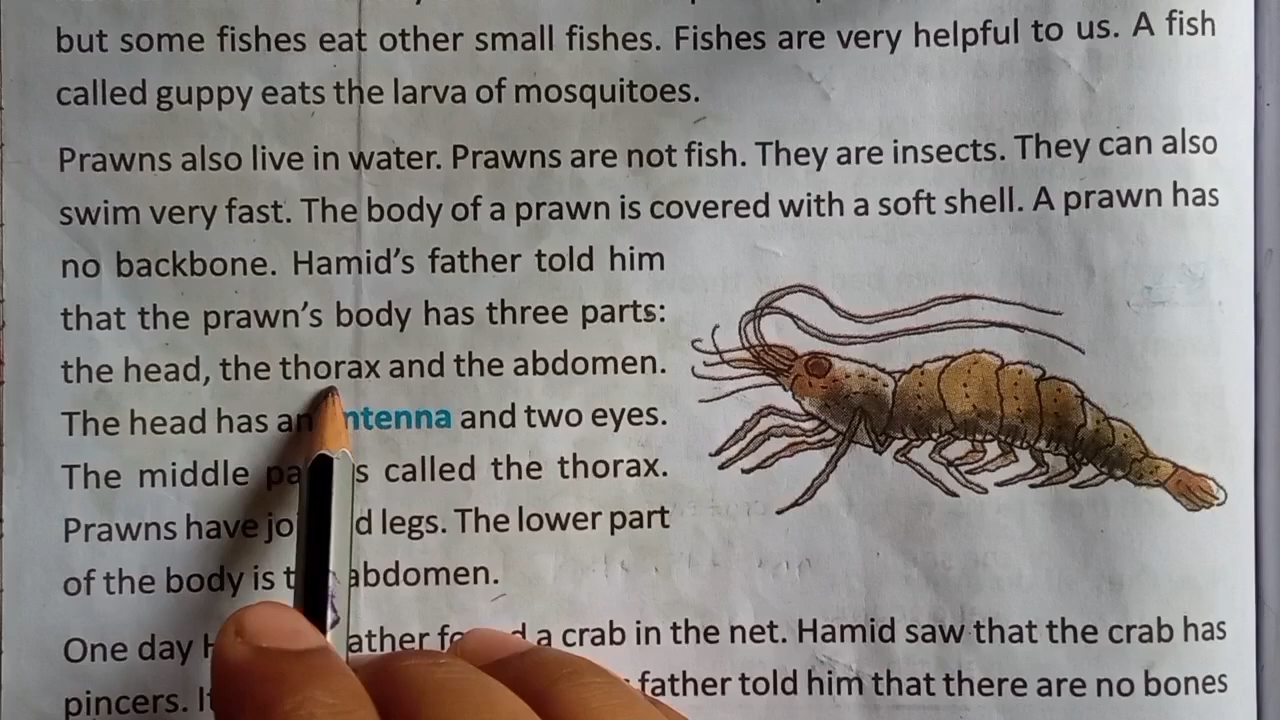 but some fishes eat other small fishes. Fishes are very helpful to us. A fish
called guppy eats the larva of mosquitoes.
Prawns also live in water. Prawns are not fish. They are insects. They can also
swim very fast. The body of a prawn is covered with a soft shell. A prawn has
no backbone. Hamid's father told him
that the prawn's body has three parts:
the head, the thorax and the abdomen.
The head has an ntenna and two eyes.
The middle pa s called the thorax.
Prawns have jo d legs. The lower part
of the body is abdomen.
One day father a crab in the net. Hamid saw that the crab has
pincers. father told him that there are no bones